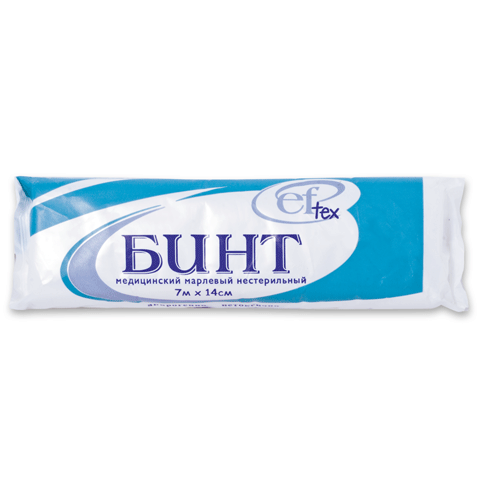 ef
tex
БИНТ
медицинский марлевый нестерильный
7м х 14см